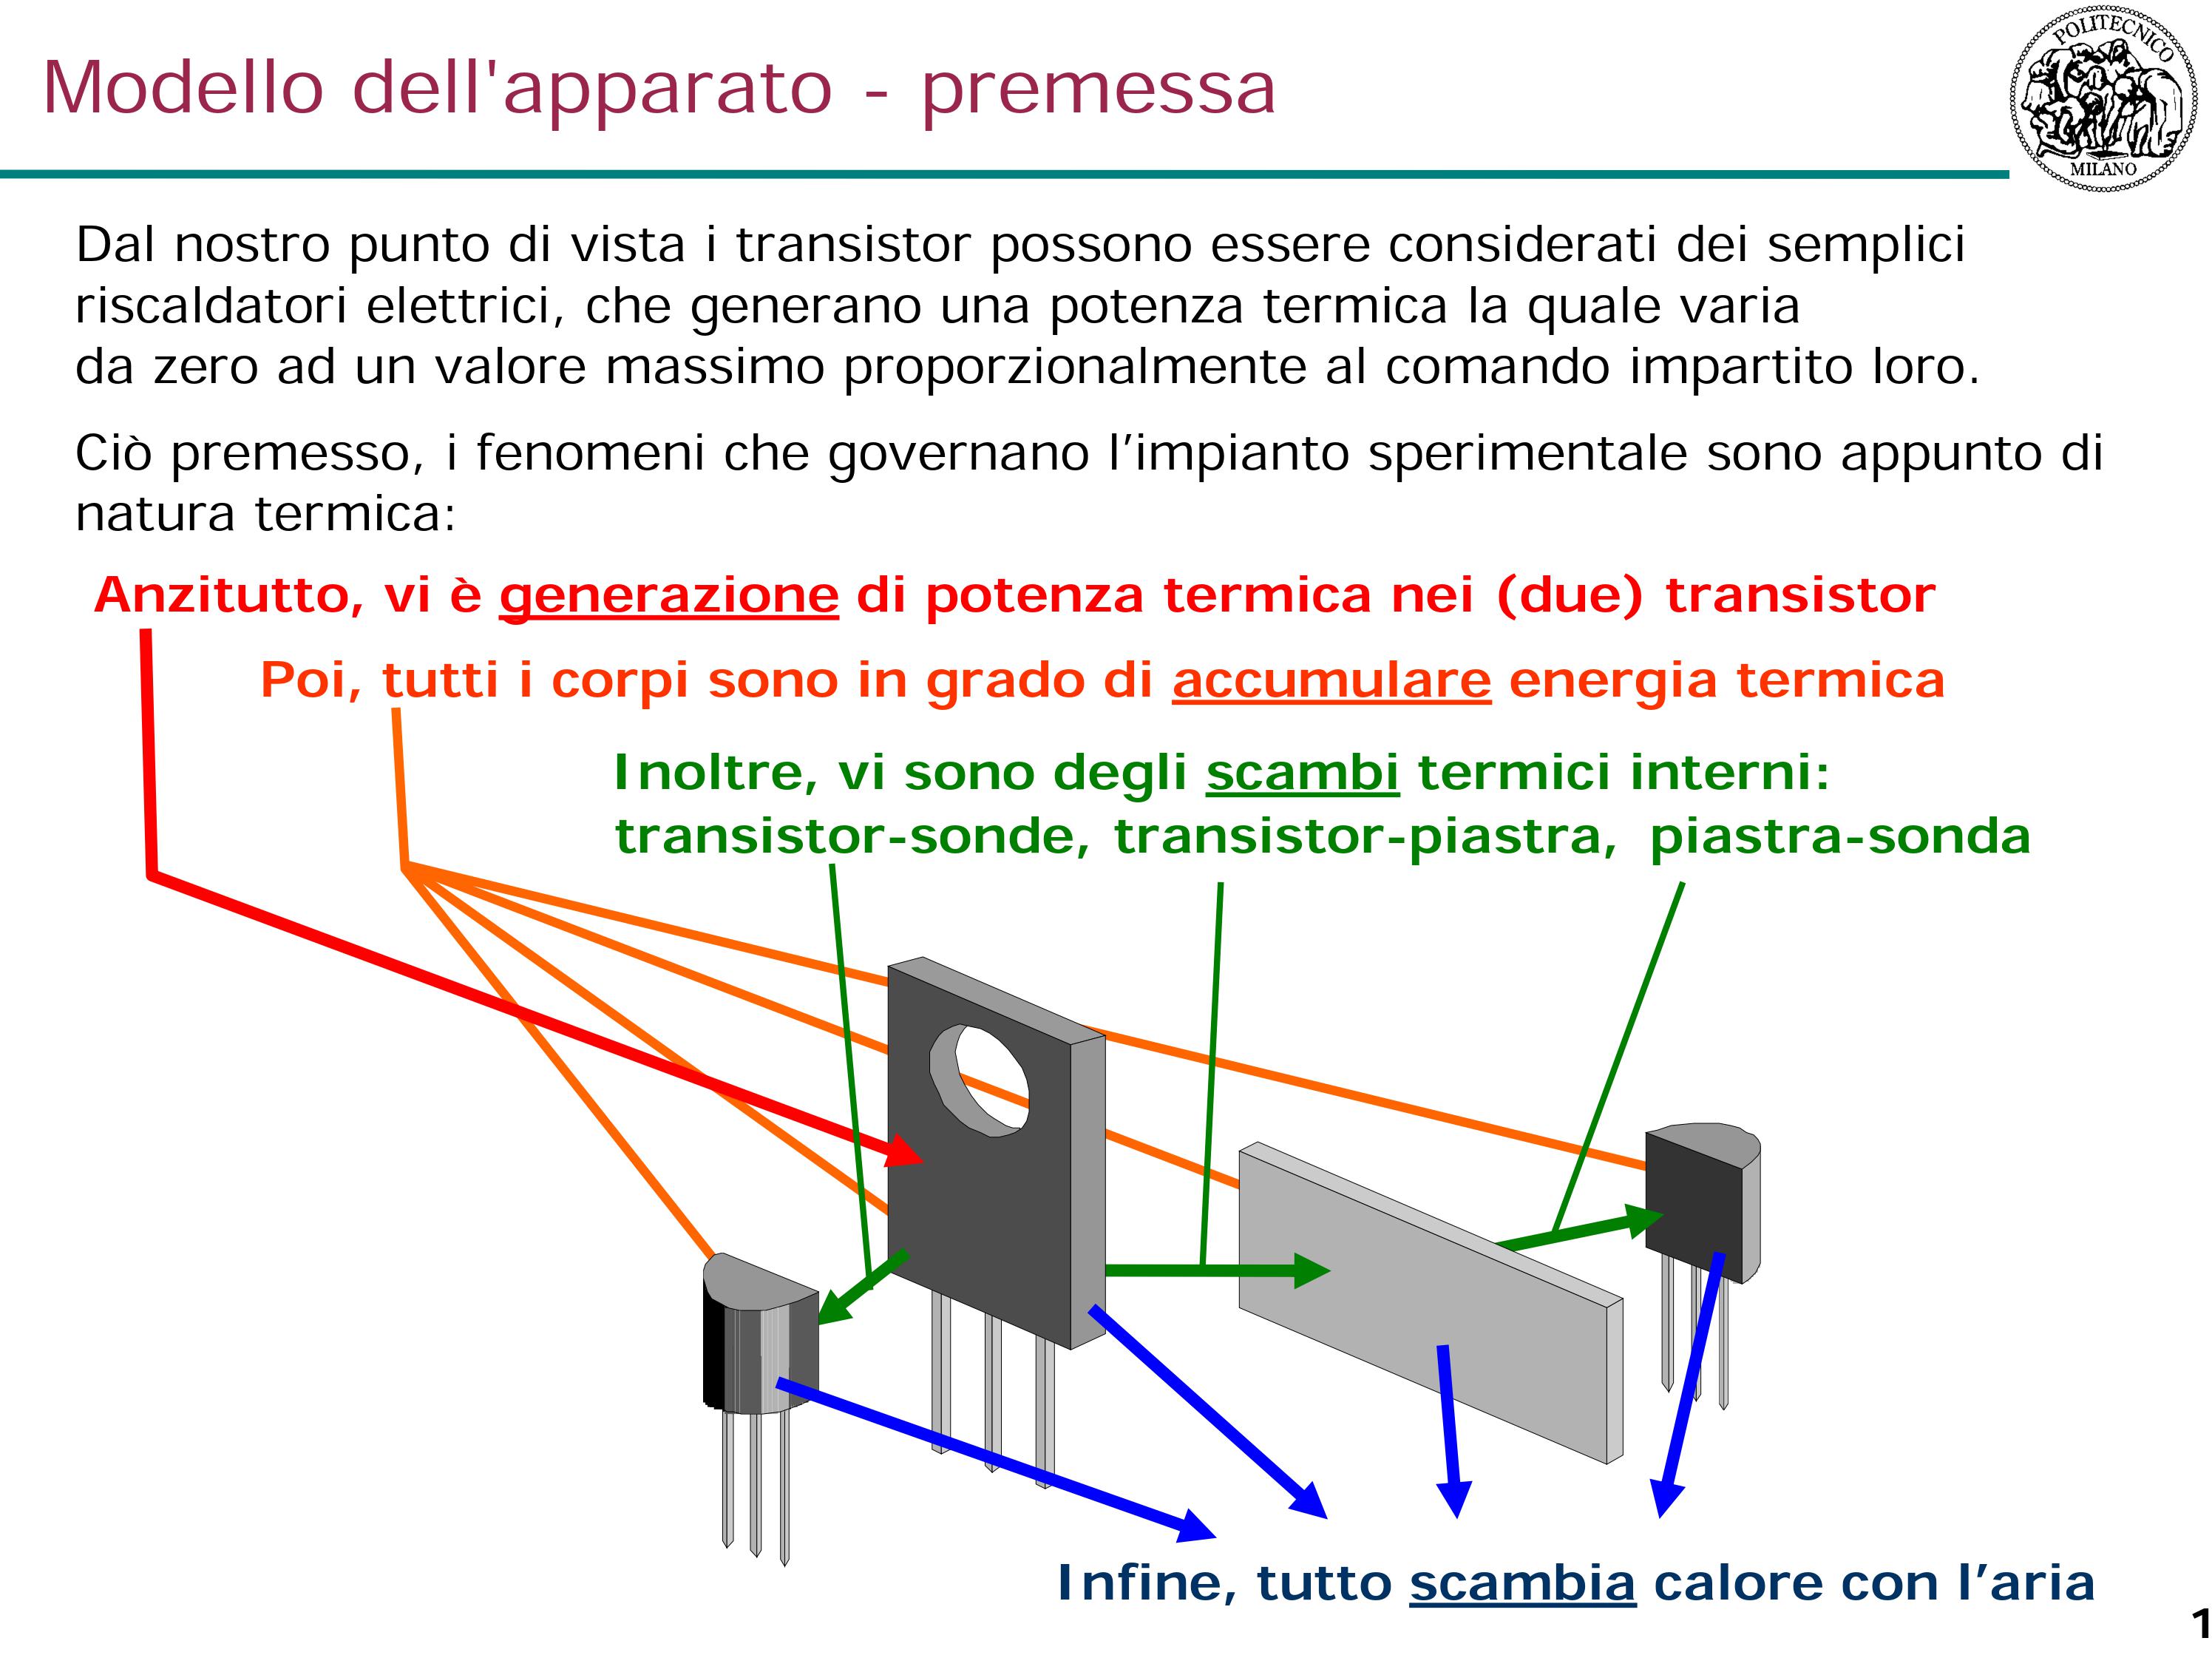 Modello dell'apparato - premessa
POLITECNICO
MILANO
Dal nostro punto di vista i transistor possono essere considerati dei semplici
riscaldatori elettrici, che generano una potenza termica la quale varia
da zero ad un valore massimo proporzionalmente al comando impartito loro.
Ciò premesso, i fenomeni che governano l’impianto sperimentale sono appunto di
natura termica:
Anzitutto, vi è generazione di potenza termica nei (due) transistor
Poi, tutti i corpi sono in grado di accumulare energia termica
Inoltre, vi sono degli scambi termici interni:
transistor-sonde, transistor-piastra, piastra-sonda
Infine, tutto scambia calore con l’aria
1